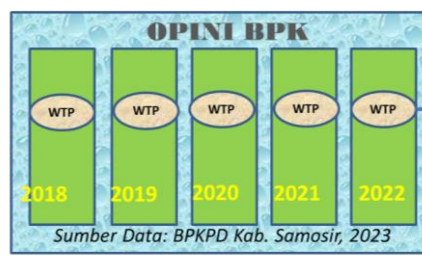 OPINI BPK
WTP WTP WTP WTP WTP
2018 2019 2020 2021 2022
Sumber Data: BPKPD Kab. Samosir, 2023